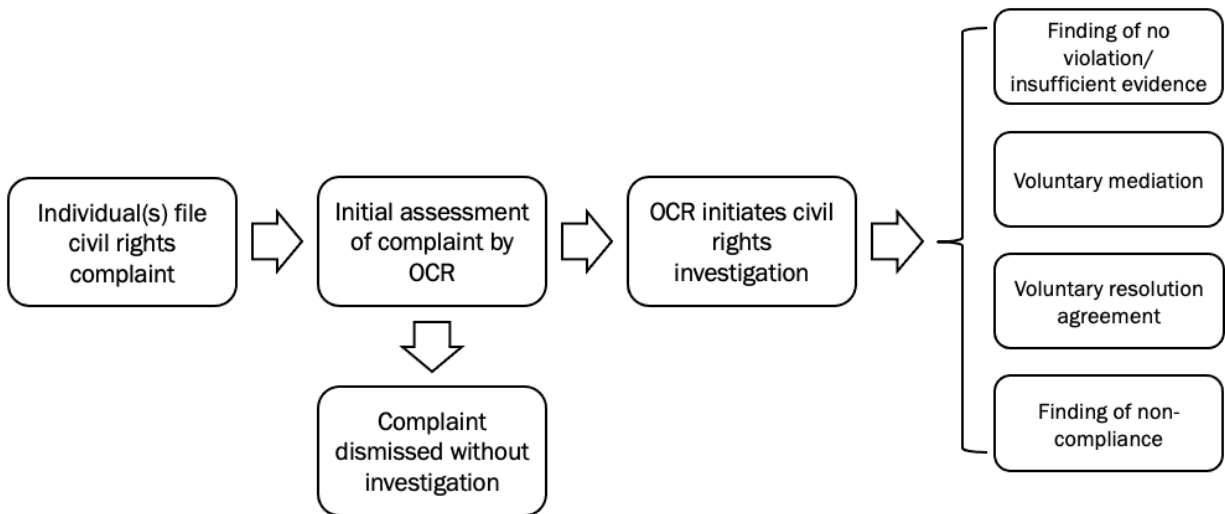 Individual(s) file
civil rights
complaint
Initial assessment
of complaint by
OCR
Complaint
dismissed without
investigation
OCR initiates civil
rights
investigation
Finding of no
violation/
insufficient evidence
Voluntary mediation
Voluntary resolution
agreement
Finding of non-
compliance